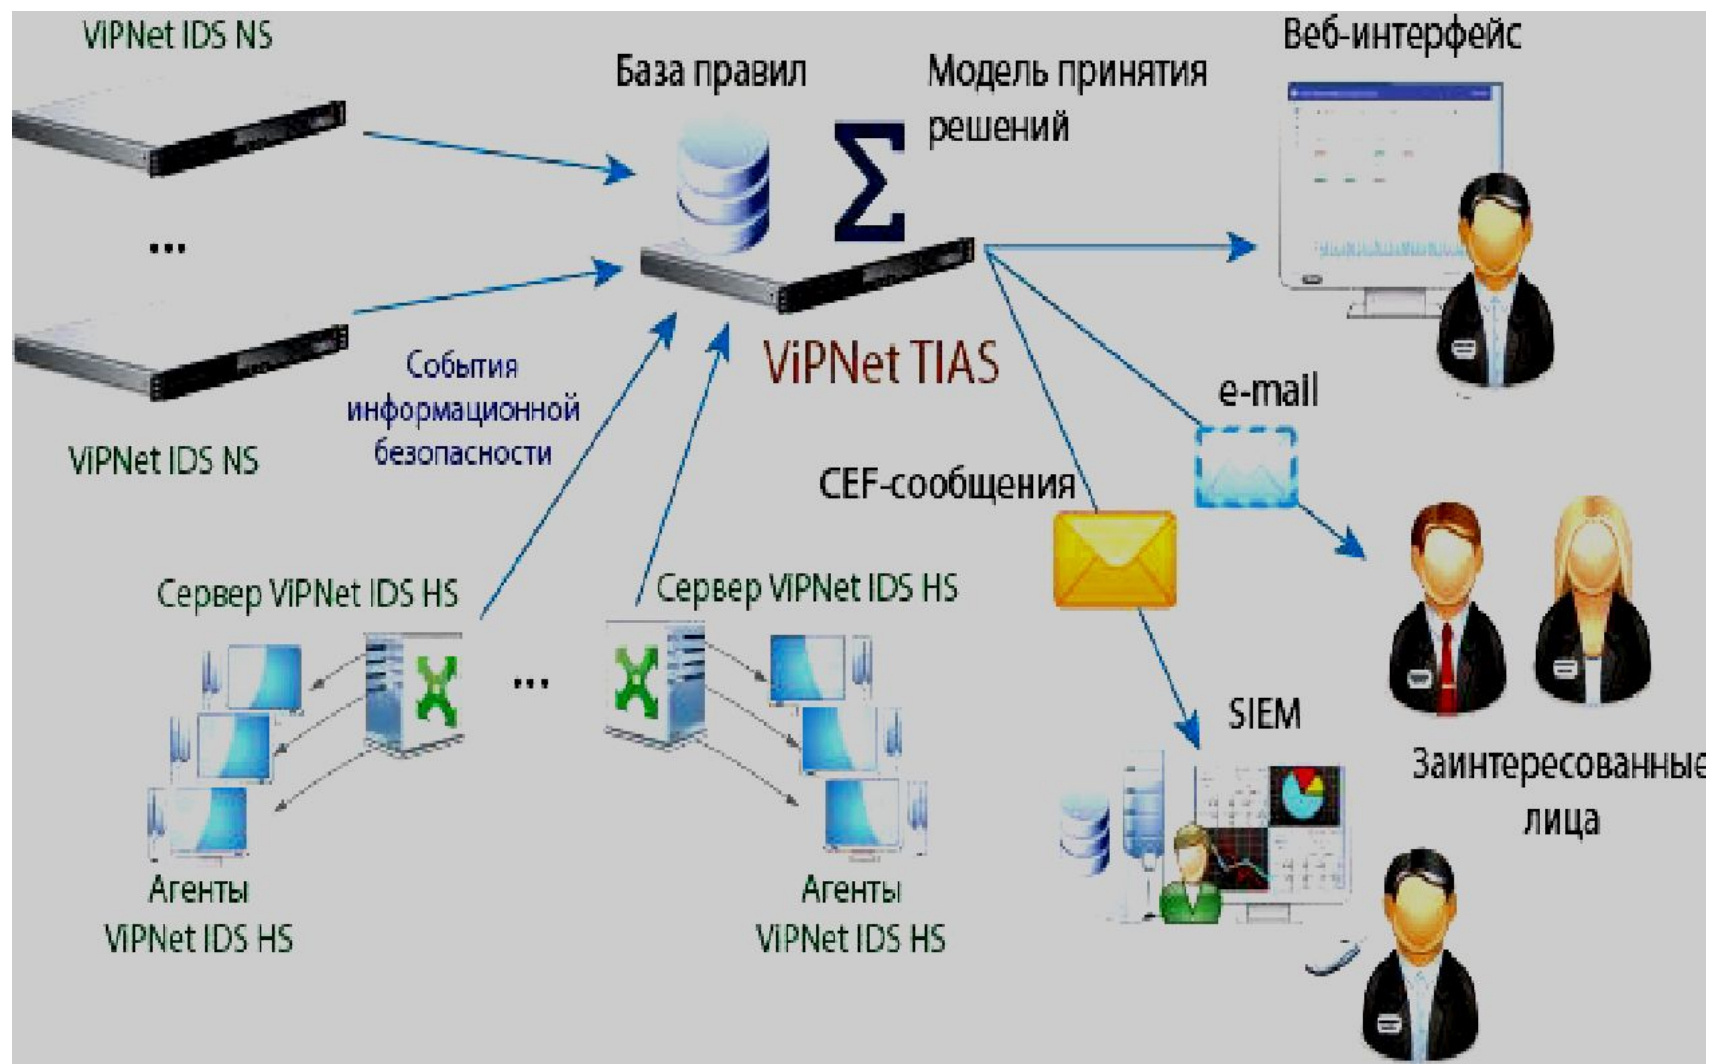 ViPNet IDS NS
База правил
Модель принятия
решений
Веб-интерфейс
...
ViPNet TIAS
События
информационной
безопасности
ViPNet IDS NS
e-mail
CEF-сообщения
Сервер ViPNet IDS HS
Сервер ViPNet IDS HS
...
SIEM
Заинтересованные
лица
Агенты
ViPNet IDS HS
Агенты
ViPNet IDS HS